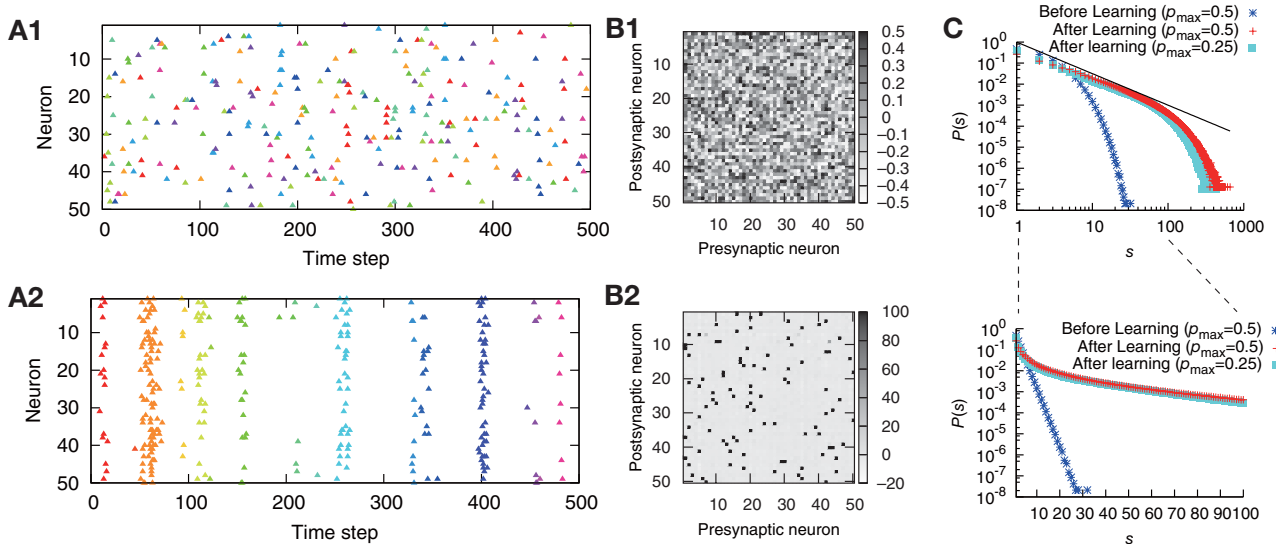 A1
Neuron
10
20
30
40
50
0 100 200 300 400 500
Time step
B1
Postsynaptic neuron
10
20
30
40
50
10 20 30 40 50
Presynaptic neuron
0.5
0.4
0.3
0.2
0.1
0
−0.1
−0.2
−0.3
−0.4
−0.5
C
Before Learning (pmax=0.5)
After Learning (pmax=0.5)
After learning (pmax=0.25)
P(s)
10^0
10^-1
10^-2
10^-3
10^-4
10^-5
10^-6
10^-7
10^-8
1 10 100 1000
s
A2
Neuron
10
20
30
40
50
0 100 200 300 400 500
Time step
B2
Postsynaptic neuron
10
20
30
40
50
10 20 30 40 50
Presynaptic neuron
100
80
60
40
20
0
−20
Before Learning (pmax=0.5)
After Learning (pmax=0.5)
After learning (pmax=0.25)
P(s)
10^0
10^-1
10^-2
10^-3
10^-4
10^-5
10^-6
10^-7
10^-8
10 20 30 40 50 60 70 80 90 100
s